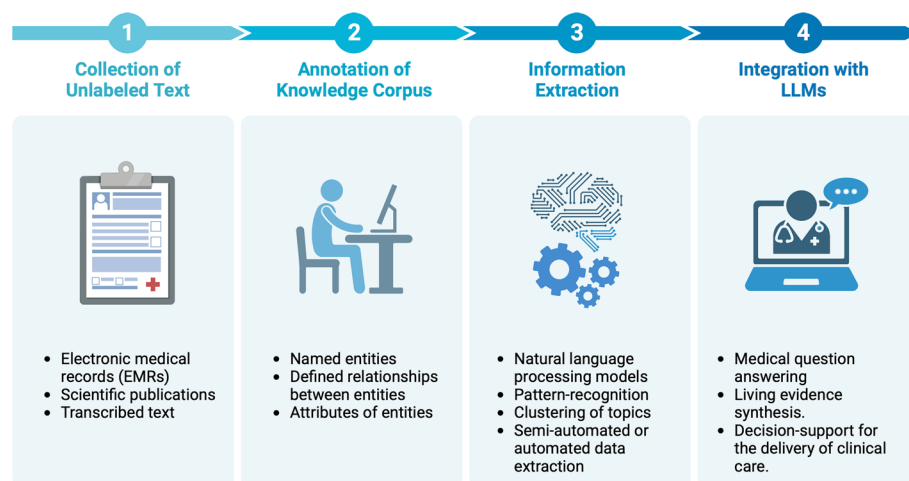 1
Collection of
Unlabeled Text
• Electronic medical
records (EMRs)
• Scientific publications
• Transcribed text
2
Annotation of
Knowledge Corpus
• Named entities
• Defined relationships
between entities
• Attributes of entities
3
Information
Extraction
• Natural language
processing models
• Pattern-recognition
• Clustering of topics
• Semi-automated or
automated data
extraction
4
Integration with
LLMs
• Medical question
answering
• Living evidence
synthesis.
• Decision-support for
the delivery of clinical
care.